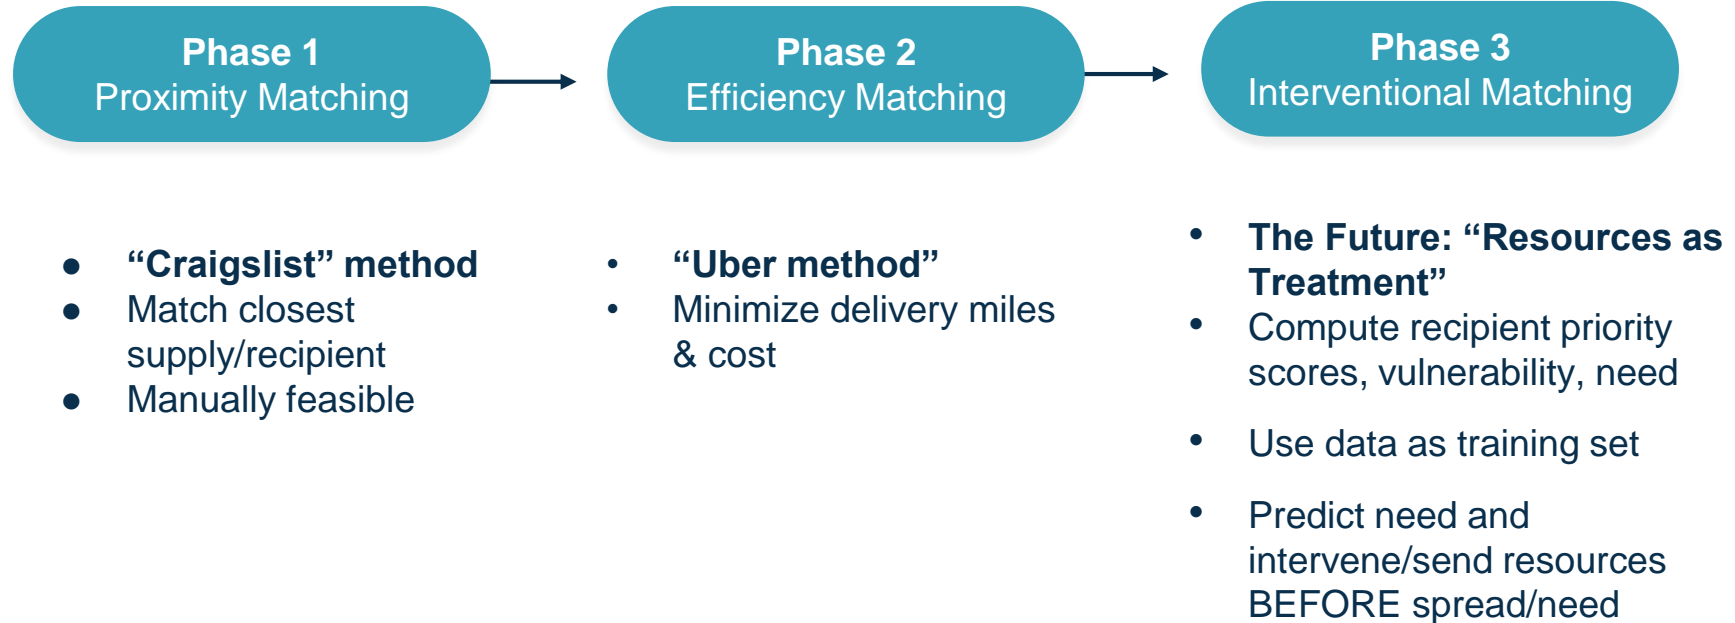 Phase 1
Proximity Matching
Phase 2
Efficiency Matching
Phase 3
Interventional Matching
● “Craigslist” method
● Match closest
supply/recipient
● Manually feasible
• “Uber method”
• Minimize delivery miles
& cost
• The Future: “Resources as
Treatment”
• Compute recipient priority
scores, vulnerability, need
• Use data as training set
• Predict need and
intervene/send resources
BEFORE spread/need